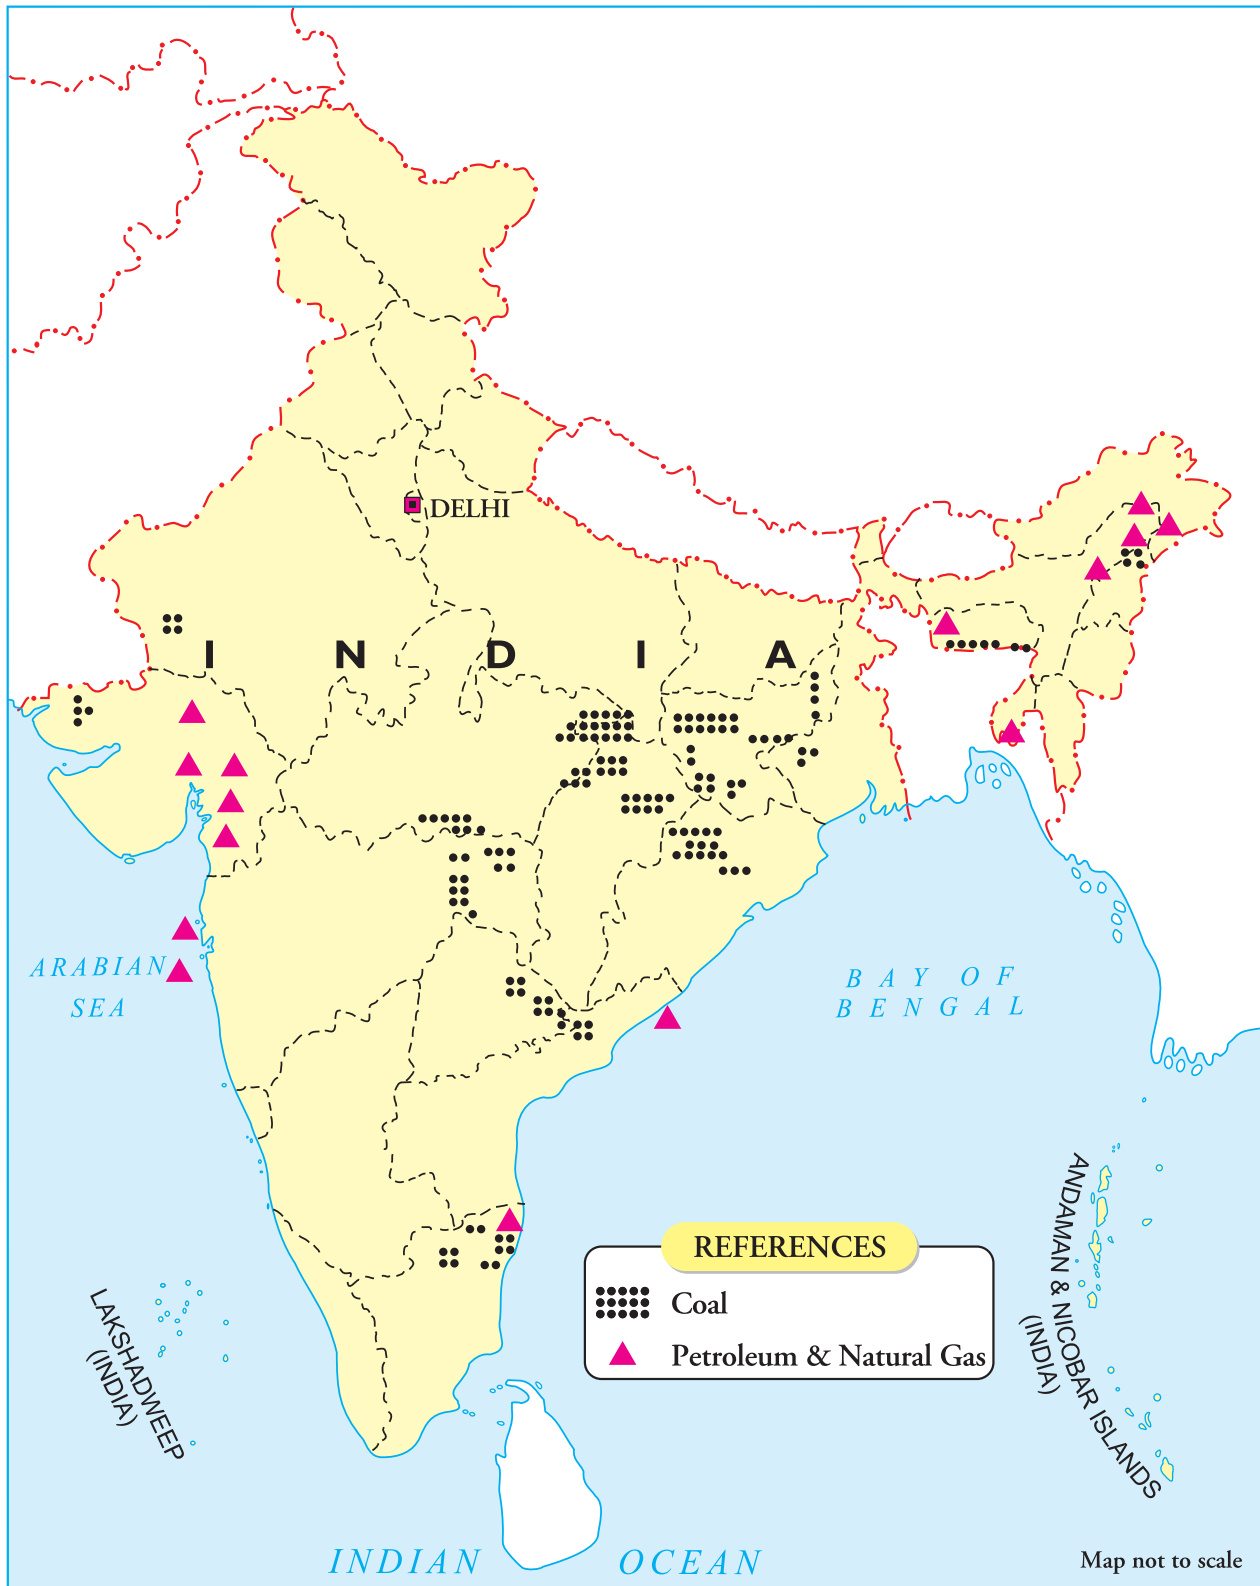 DELHI
I N D I A
ARABIAN
SEA
BAY OF
BENGAL
ANDAMAN & NICOBAR ISLANDS
(INDIA)
LAKSHADWEEP
(INDIA)
REFERENCES
Coal
Petroleum & Natural Gas
INDIAN OCEAN
Map not to scale